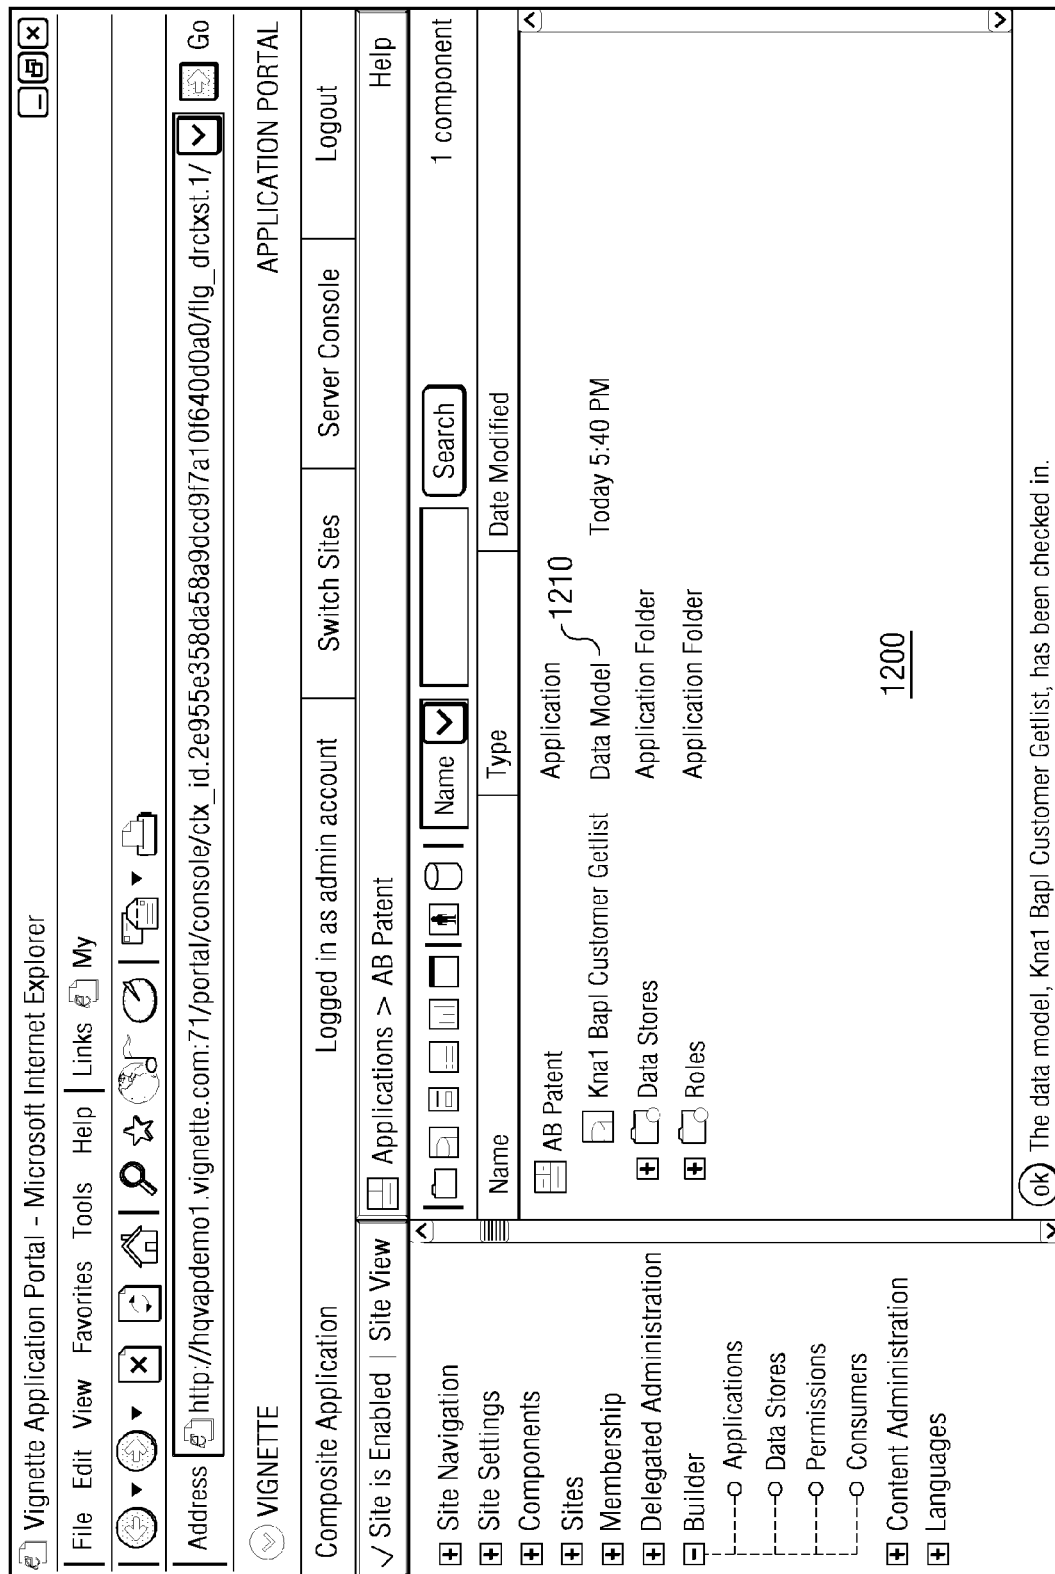 Vignette Application Portal - Microsoft Internet Explorer
File Edit View Favorites Tools Help Links My
Address http://hqvapdemo1.vignette.com:71/portal/console/ctx_id.2e955e358da58a9dcd9f7a10f640d0a0/flg_drctxst.1/ Go
VIGNETTE APPLICATION PORTAL
Composite Application Logged in as admin account Switch Sites Server Console Logout
Site is Enabled | Site View Applications > AB Patent Help
Name Search 1 component
Name Type Date Modified
Site Navigation
Site Settings
Components
Sites
Membership
Delegated Administration
Builder
Applications
Data Stores
Permissions
Consumers
Content Administration
Languages
AB Patent Application
Kna1 Bapl Customer Getlist Data Model 1210 Today 5:40 PM
Data Stores Application Folder
Roles Application Folder
1200
ok The data model, Kna1 Bapl Customer Getlist, has been checked in.